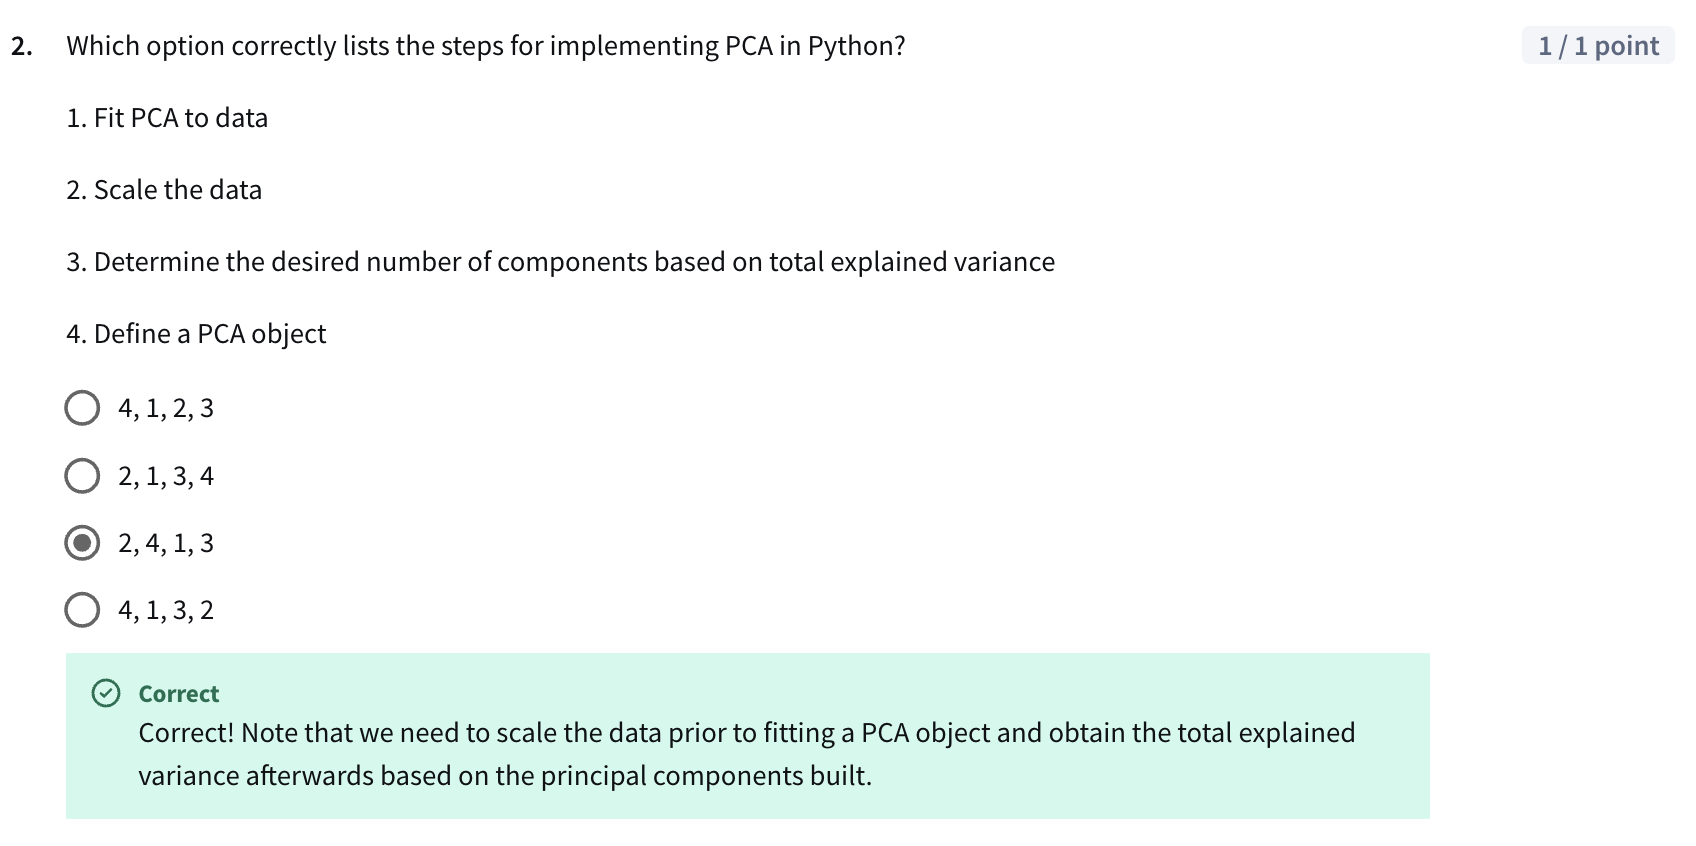 2. Which option correctly lists the steps for implementing PCA in Python?
1 / 1 point
1. Fit PCA to data
2. Scale the data
3. Determine the desired number of components based on total explained variance
4. Define a PCA object
4, 1, 2, 3
2, 1, 3, 4
2, 4, 1, 3
4, 1, 3, 2
Correct
Correct! Note that we need to scale the data prior to fitting a PCA object and obtain the total explained
variance afterwards based on the principal components built.